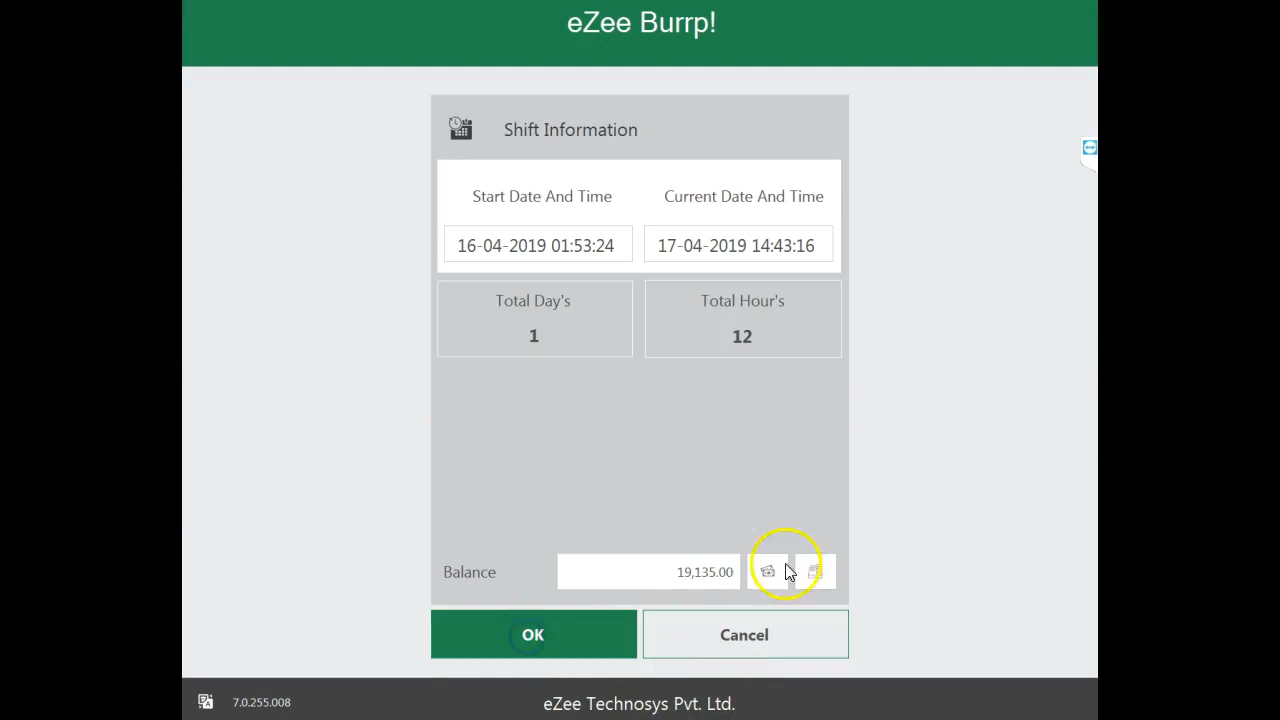 eZee Burrp!
Shift Information
Start Date And Time
Current Date And Time
16-04-2019 01:53:24
17-04-2019 14:43:16
Total Day's
Total Hour's
1
12
Balance
19,135.00
OK
Cancel
7.0.255.008
eZee Technosys Pvt. Ltd.